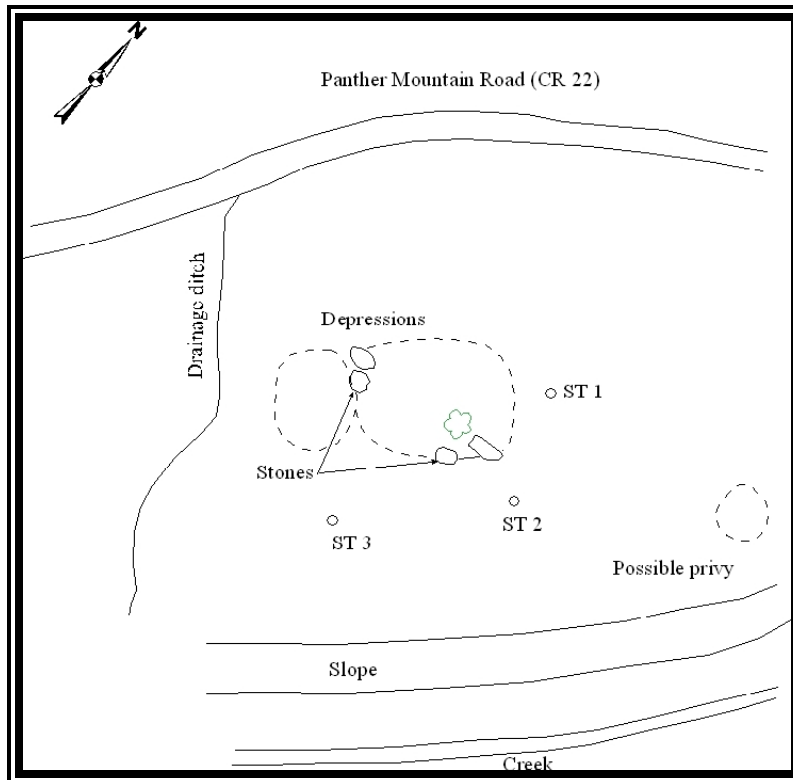 N
Panther Mountain Road (CR 22)
Drainage ditch
Depressions
ST 1
Stones
ST 2
ST 3
Possible privy
Slope
Creek